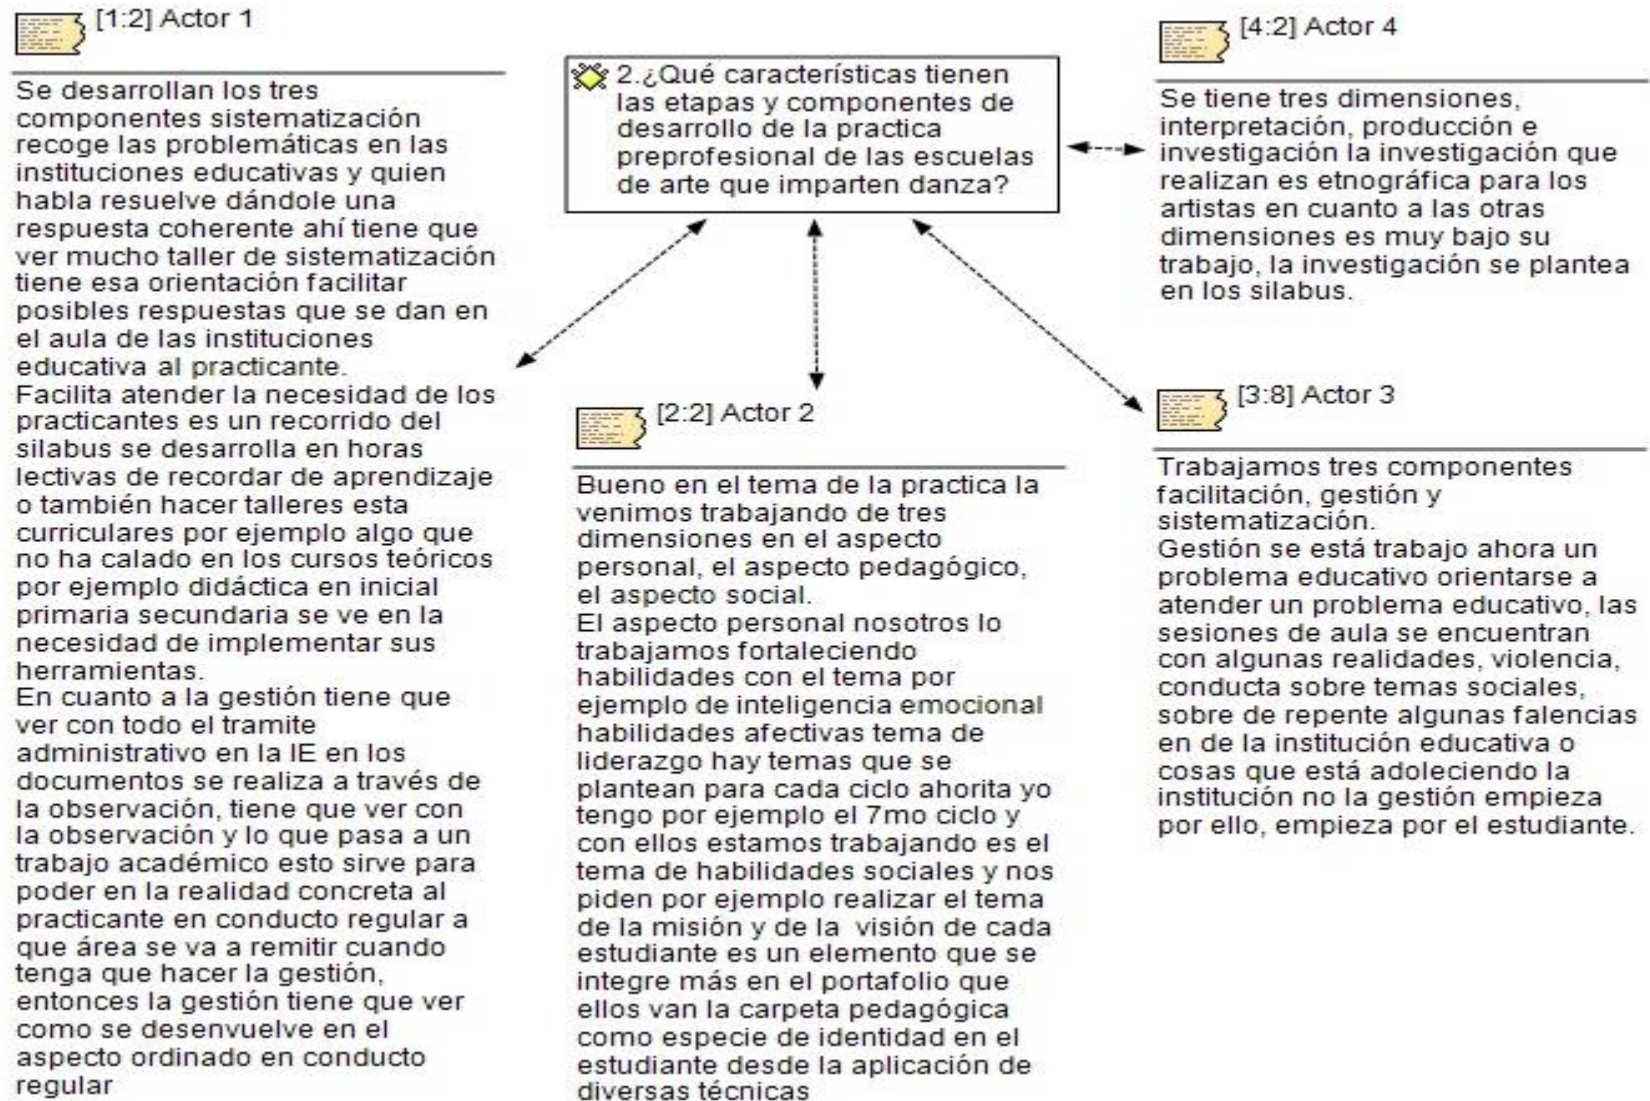 [1:2] Actor 1
Se desarrollan los tres
componentes sistematización
recoge las problemáticas en las
instituciones educativas y quien
habla resuelve dándole una
respuesta coherente ahí tiene que
ver mucho taller de sistematización
tiene esa orientación facilitar
posibles respuestas que se dan en
el aula de las instituciones
educativa al practicante.
Facilita atender la necesidad de los
practicantes es un recorrido del
silabus se desarrolla en horas
lectivas de recordar de aprendizaje
o también hacer talleres esta
curriculares por ejemplo algo que
no ha calado en los cursos teóricos
por ejemplo didáctica en inicial
primaria secundaria se ve en la
necesidad de implementar sus
herramientas.
En cuanto a la gestión tiene que
ver con todo el tramite
administrativo en la IE en los
documentos se realiza a través de
la observación, tiene que ver con
la observación y lo que pasa a un
trabajo académico esto sirve para
poder en la realidad concreta al
practicante en conducto regular a
que área se va a remitir cuando
tenga que hacer la gestión,
entonces la gestión tiene que ver
como se desenvuelve en el
aspecto ordinado en conducto
regular
2.¿Qué características tienen
las etapas y componentes de
desarrollo de la practica
preprofesional de las escuelas
de arte que imparten danza?
[2:2] Actor 2
Bueno en el tema de la practica la
venimos trabajando de tres
dimensiones en el aspecto
personal, el aspecto pedagógico,
el aspecto social.
El aspecto personal nosotros lo
trabajamos fortaleciendo
habilidades con el tema por
ejemplo de inteligencia emocional
habilidades afectivas tema de
liderazgo hay temas que se
plantean para cada ciclo ahorita yo
tengo por ejemplo el 7mo ciclo y
con ellos estamos trabajando es el
tema de habilidades sociales y nos
piden por ejemplo realizar el tema
de la misión y de la visión de cada
estudiante es un elemento que se
integre más en el portafolio que
ellos van la carpeta pedagógica
como especie de identidad en el
estudiante desde la aplicación de
diversas técnicas
[4:2] Actor 4
Se tiene tres dimensiones,
interpretación, producción e
investigación la investigación que
realizan es etnográfica para los
artistas en cuanto a las otras
dimensiones es muy bajo su
trabajo, la investigación se plantea
en los silabus.
[3:8] Actor 3
Trabajamos tres componentes
facilitación, gestión y
sistematización.
Gestión se está trabajo ahora un
problema educativo orientarse a
atender un problema educativo, las
sesiones de aula se encuentran
con algunas realidades, violencia,
conducta sobre temas sociales,
sobre de repente algunas falencias
en de la institución educativa o
cosas que está adoleciendo la
institución no la gestión empieza
por ello, empieza por el estudiante.